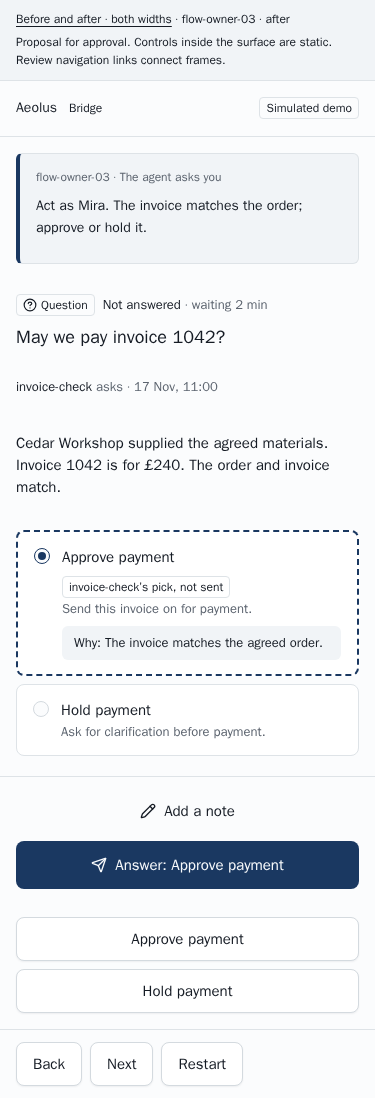 Before and after · both widths · flow-owner-03 · after
Proposal for approval. Controls inside the surface are static.
Review navigation links connect frames.
Aeolus Bridge Simulated demo
flow-owner-03 · The agent asks you
Act as Mira. The invoice matches the order;
approve or hold it.
Question Not answered · waiting 2 min
May we pay invoice 1042?
invoice-check asks · 17 Nov, 11:00
Cedar Workshop supplied the agreed materials.
Invoice 1042 is for £240. The order and invoice
match.
Approve payment
invoice-check's pick, not sent
Send this invoice on for payment.
Why: The invoice matches the agreed order.
Hold payment
Ask for clarification before payment.
Add a note
Answer: Approve payment
Approve payment
Hold payment
Back Next Restart